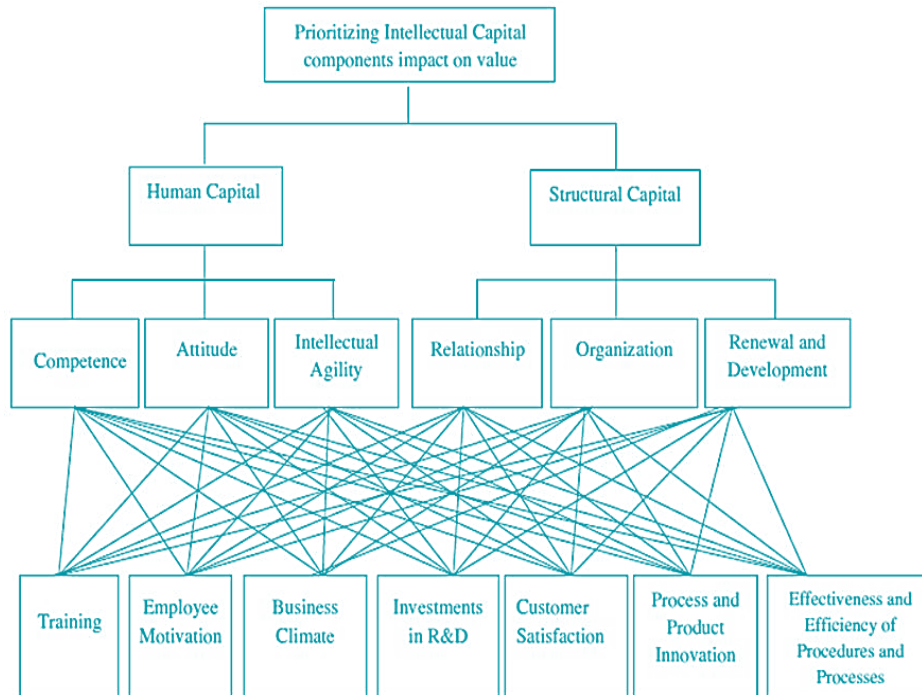 Prioritizing Intellectual Capital
components impact on value
Human Capital
Structural Capital
Competence
Attitude
Intellectual
Agility
Relationship
Organization
Renewal and
Development
Training
Employee
Motivation
Business
Climate
Investments
in R&D
Customer
Satisfaction
Process and
Product
Innovation
Effectiveness and
Efficiency of
Procedures and
Processes